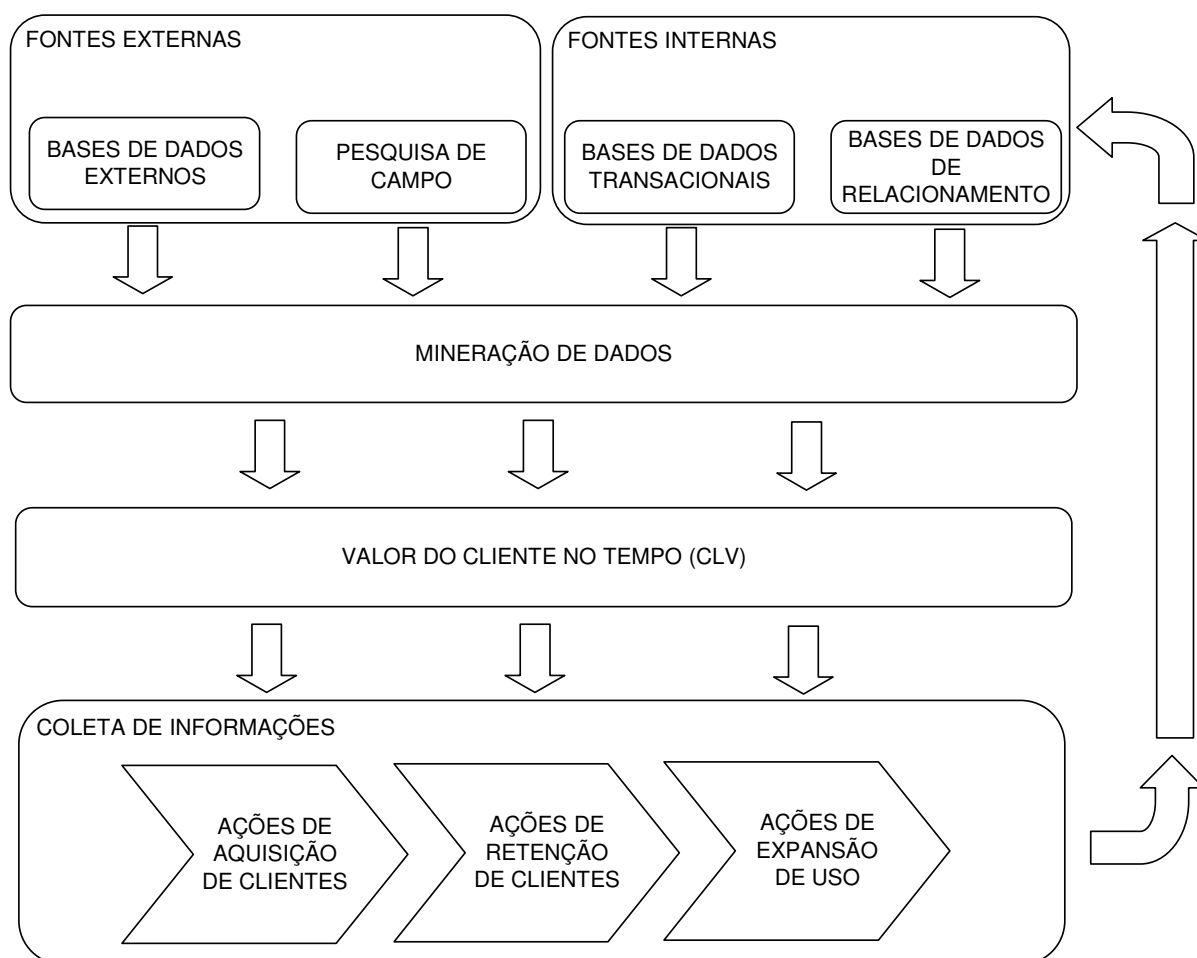 FONTES EXTERNAS
FONTES INTERNAS
BASES DE DADOS
EXTERNOS
PESQUISA DE
CAMPO
BASES DE DADOS
TRANSACIONAIS
BASES DE DADOS
DE
RELACIONAMENTO
MINERAÇÃO DE DADOS
VALOR DO CLIENTE NO TEMPO (CLV)
COLETA DE INFORMAÇÕES
AÇÕES DE
AQUISIÇÃO
DE CLIENTES
AÇÕES DE
RETENÇÃO
DE CLIENTES
AÇÕES DE
EXPANSÃO
DE USO